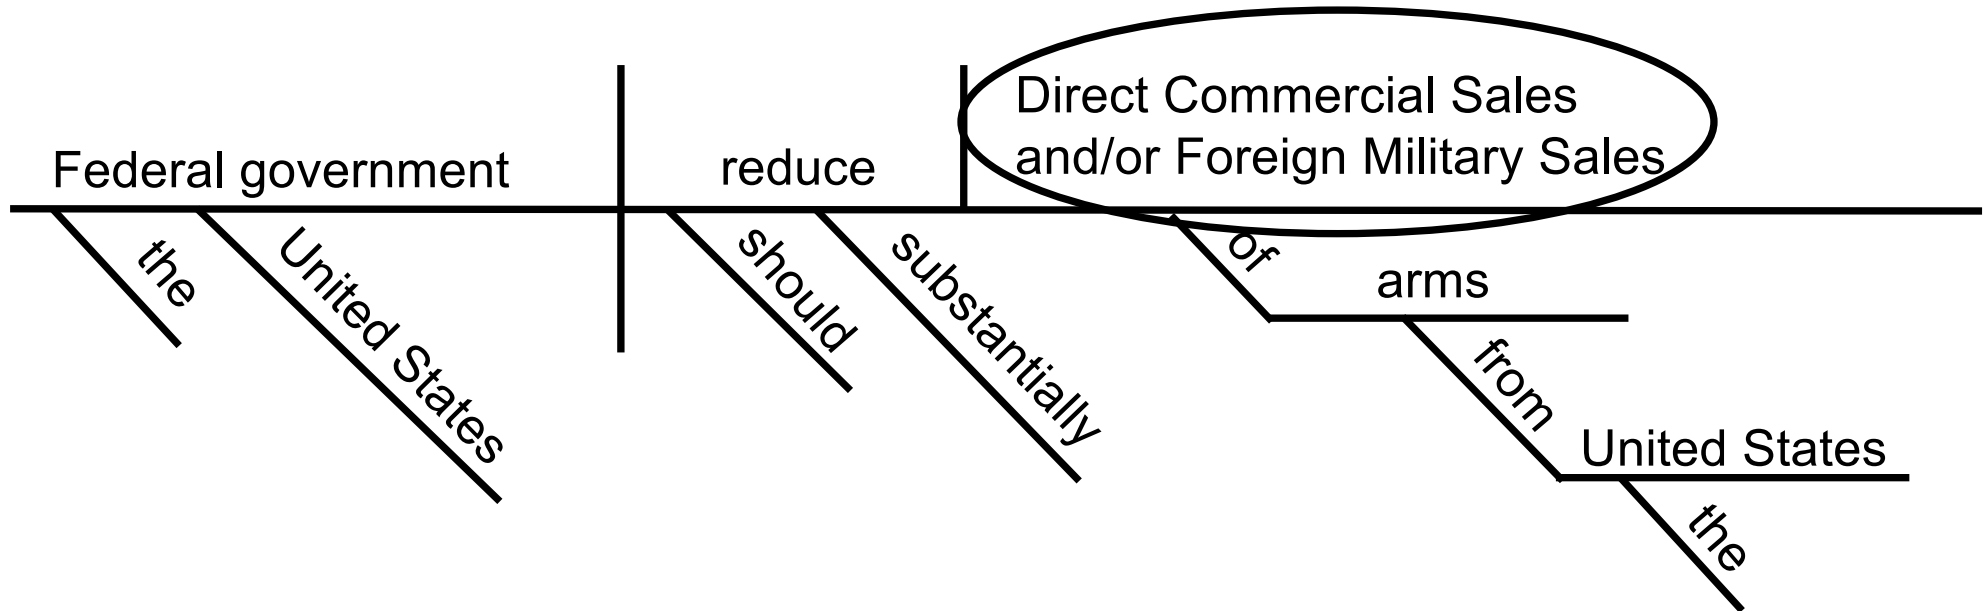 Direct Commercial Sales
and/or Foreign Military Sales
Federal government
reduce
the
United States
should
substantially
of
arms
from
United States
the